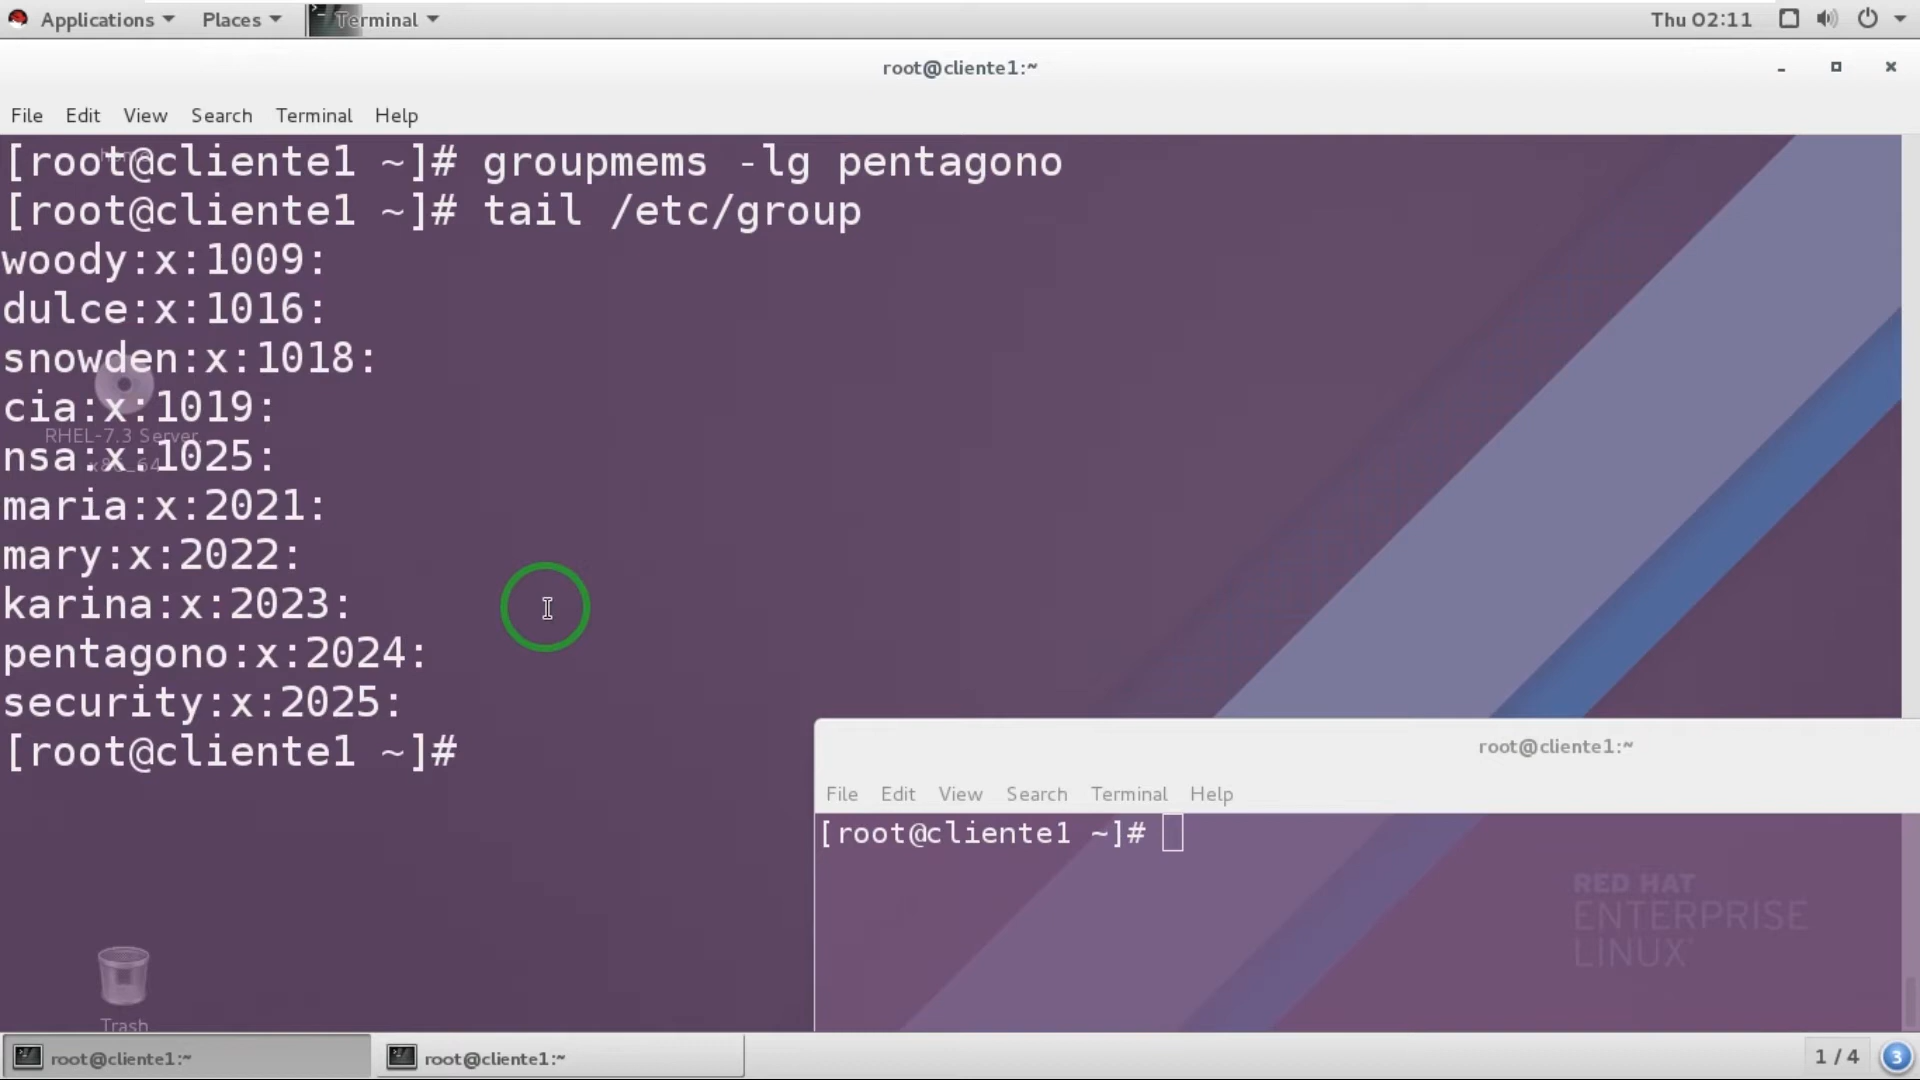 Applications Places Terminal Thu 02:11
root@cliente1:~
File Edit View Search Terminal Help
[root@cliente1 ~]# groupmems -lg pentagono
[root@cliente1 ~]# tail /etc/group
woody:x:1009:
dulce:x:1016:
snowden:x:1018:
cia:x:1019:
RHEL-7.3 Server.
nsa:x:1025:
x86_64
maria:x:2021:
mary:x:2022:
karina:x:2023:
pentagono:x:2024:
security:x:2025:
[root@cliente1 ~]#
root@cliente1:~
File Edit View Search Terminal Help
[root@cliente1 ~]#
RED HAT
ENTERPRISE
LINUX
Trash
root@cliente1:~ root@cliente1:~ 1 / 4 3